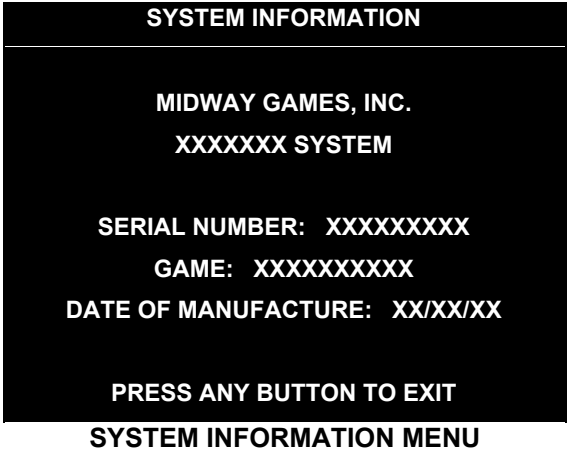 SYSTEM INFORMATION
MIDWAY GAMES, INC.
XXXXXXX SYSTEM
SERIAL NUMBER: XXXXXXXXX
GAME: XXXXXXXXXX
DATE OF MANUFACTURE: XX/XX/XX
PRESS ANY BUTTON TO EXIT
SYSTEM INFORMATION MENU